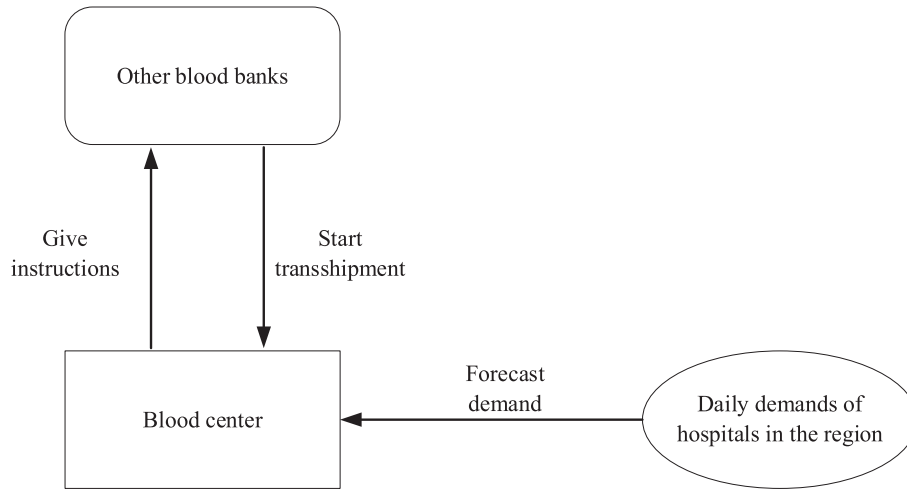 Other blood banks
Give
instructions
Start
transshipment
Blood center
Forecast
demand
Daily demands of
hospitals in the region